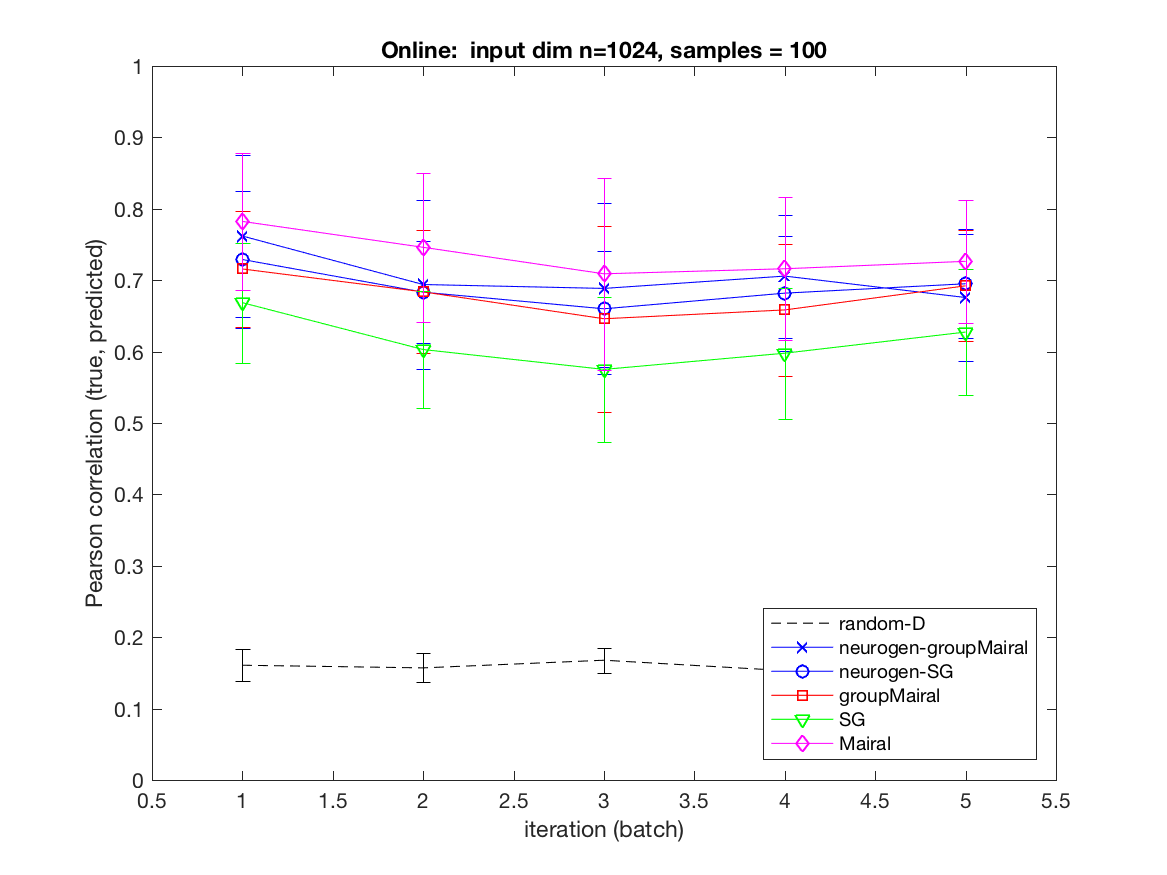 Online:  input dim n=1024, samples = 100
1
0.9
0.8
0.7
0.6
0.5
0.4
0.3
0.2
0.1
0
Pearson correlation (true, predicted)
random-D
neurogen-groupMairal
neurogen-SG
groupMairal
SG
Mairal
0.5 1 1.5 2 2.5 3 3.5 4 4.5 5 5.5
iteration (batch)